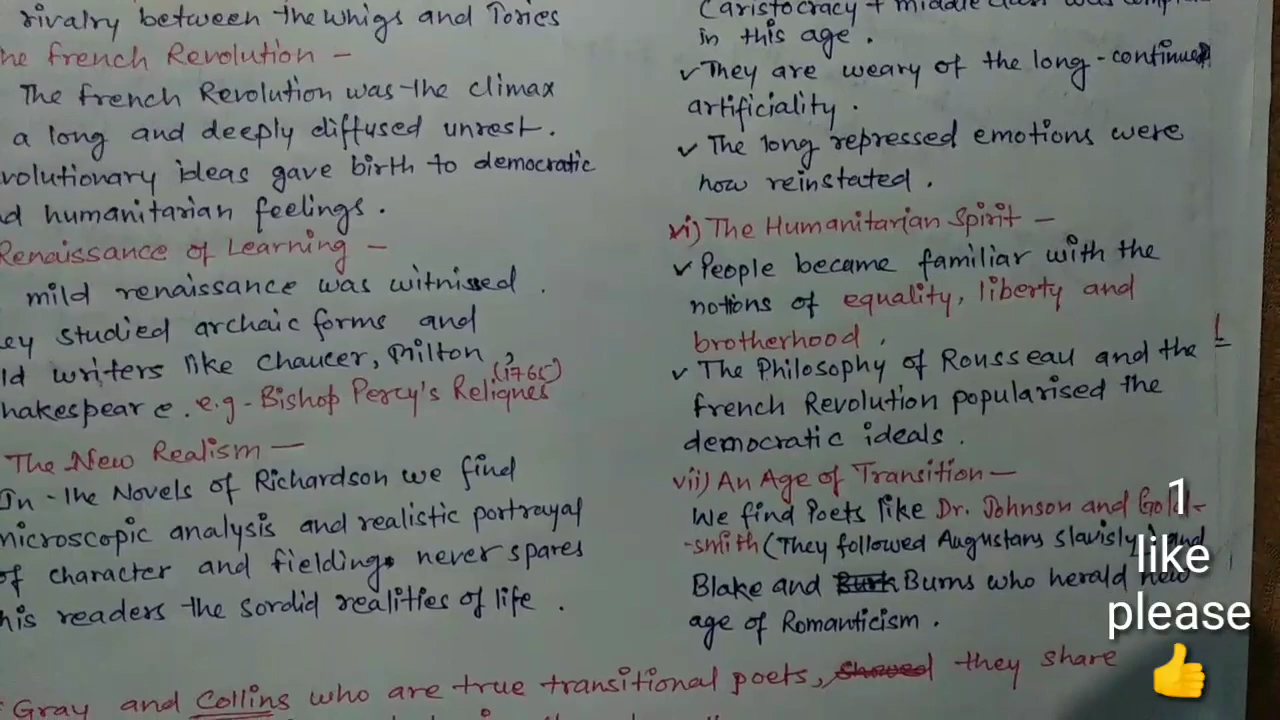 rivalry between the Whigs and Tories
he French Revolution –
The French Revolution was the climax
a long and deeply diffused unrest.
volutionary ideas gave birth to democratic
nd humanitarian feelings.
Renaissance of Learning –
mild renaissance was witnissed.
ey studied archaic forms and
ld writers like Chaucer, Milton,
hakespeare. e.g - Bishop Percy's Reliques (1765)
The New Realism –
In the Novels of Richardson we find
microscopic analysis and realistic portrayal
of character and fielding never spares
his readers the sordid realities of life.
(aristocracy + middle class was
in this age.
✓ They are weary of the long-continued
artificiality.
✓ The long repressed emotions were
now reinstated.
vi) The Humanitarian Spirit –
✓ People became familiar with the
notions of equality, liberty and
brotherhood.
✓ The Philosophy of Rousseau and the
french Revolution popularised the
democratic ideals.
vii) An Age of Transition –
We find Poets like Dr. Johnson and Gold-
-smith (They followed Augustans slavisly) and
Blake and Burns who herald new
age of Romanticism.
Gray and Collins who are true transitional poets, they share
1
like
please